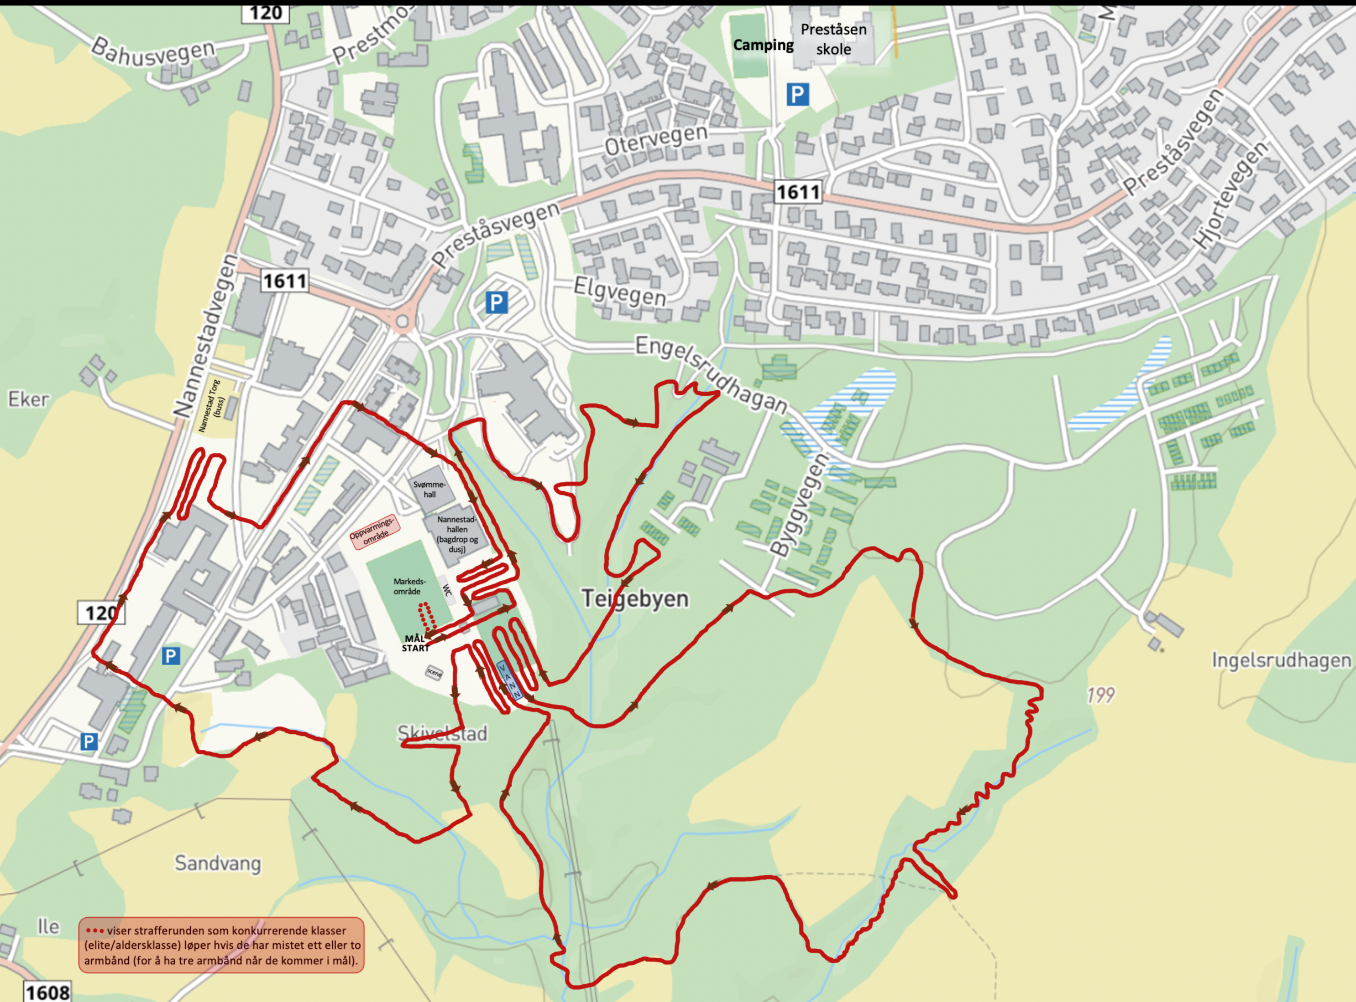 120
Bahusvegen
Prestmos
M
Camping
Preståsen
skole
P
Otervegen
1611
Preståsvegen
Hjortevegen
Preståsvegen
Nannestadvegen
1611
P
Elgvegen
Engelsrudhagan
Eker
Nannestad Torg
(buss)
Svømme-
hall
Nannestad-
hallen
(bagdrop og
dusj)
Oppvarmings-
område
Byggvegen
Markeds-
område
WC
Teigebyen
120
MÅL
START
P
scene
VANN
Ingelsrudhagen
199
Skivelstad
P
Sandvang
Ile
••• viser strafferunden som konkurrerende klasser
(elite/aldersklasse) løper hvis de har mistet ett eller to
armbånd (for å ha tre armbånd når de kommer i mål).
1608